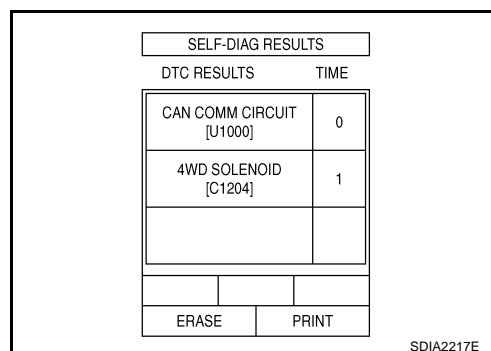 SELF-DIAG RESULTS
DTC RESULTS TIME
CAN COMM CIRCUIT
[U1000]
0
4WD SOLENOID
[C1204]
1
ERASE PRINT
SDIA2217E